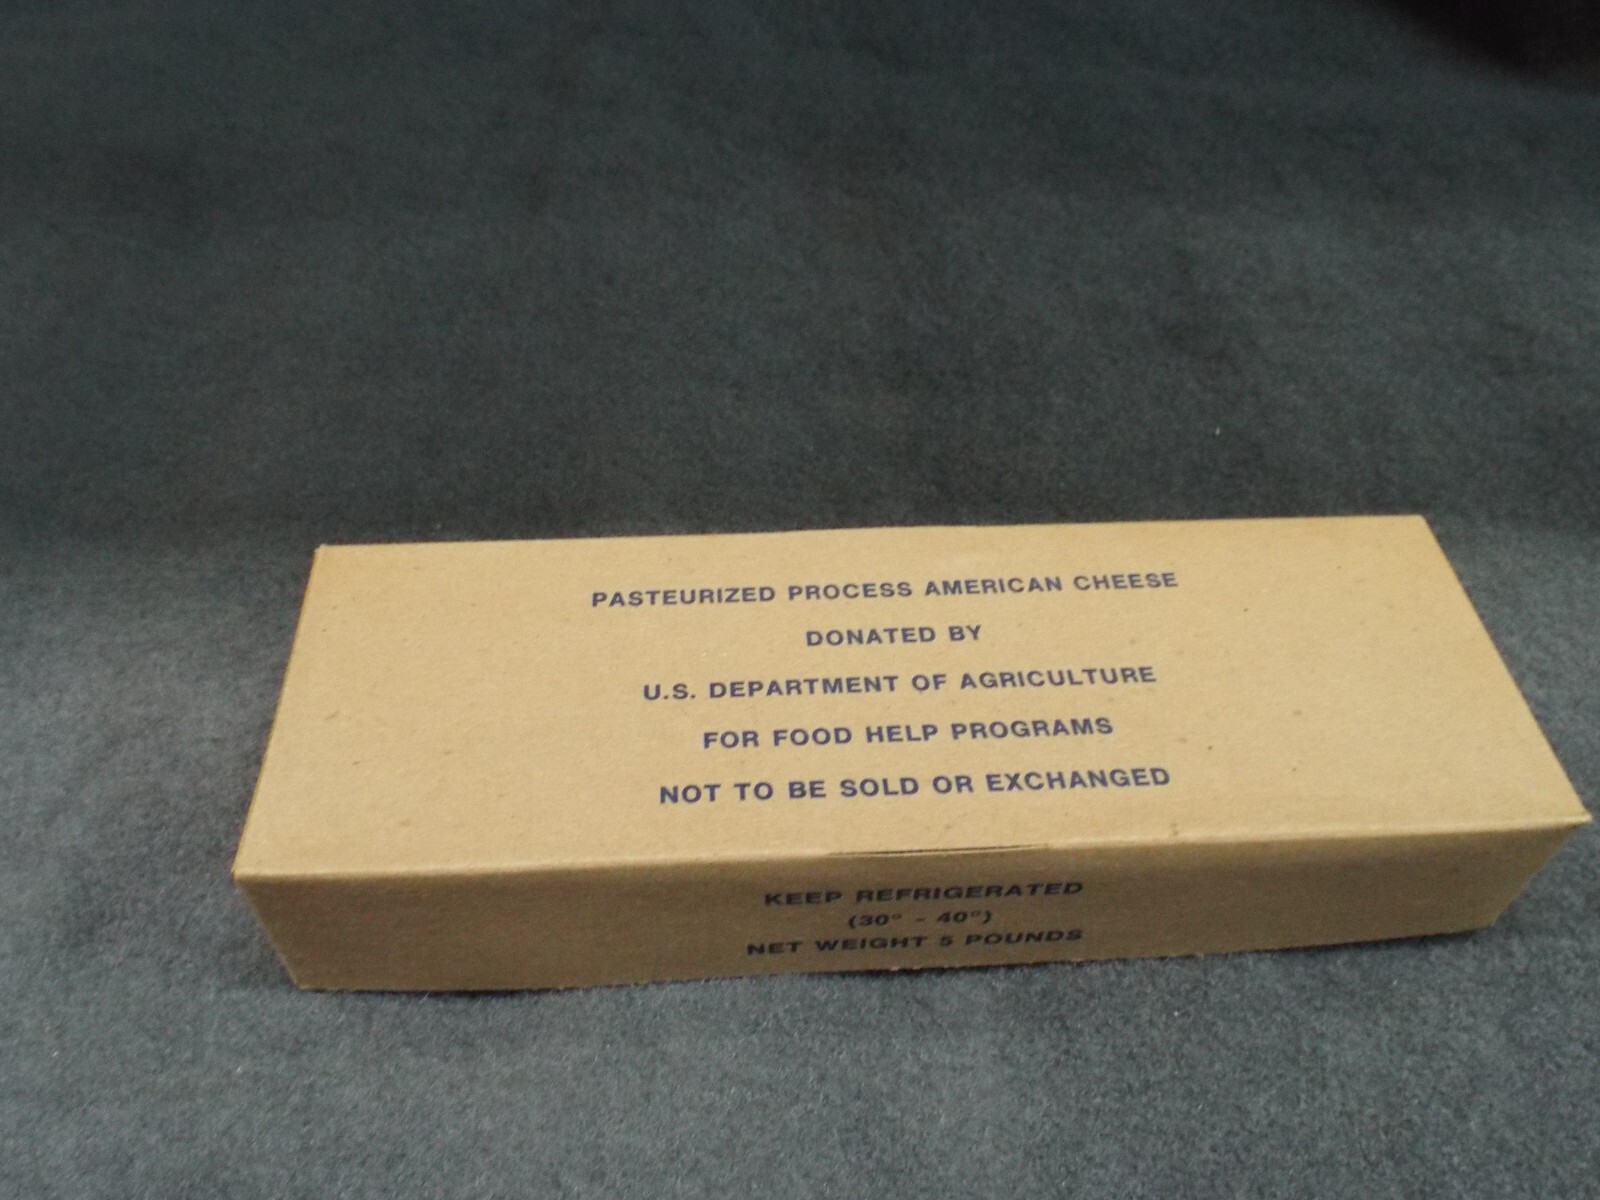 PASTEURIZED PROCESS AMERICAN CHEESE
DONATED BY
U.S. DEPARTMENT OF AGRICULTURE
FOR FOOD HELP PROGRAMS
NOT TO BE SOLD OR EXCHANGED
KEEP REFRIGERATED
(30° - 40°)
NET WEIGHT 5 POUNDS